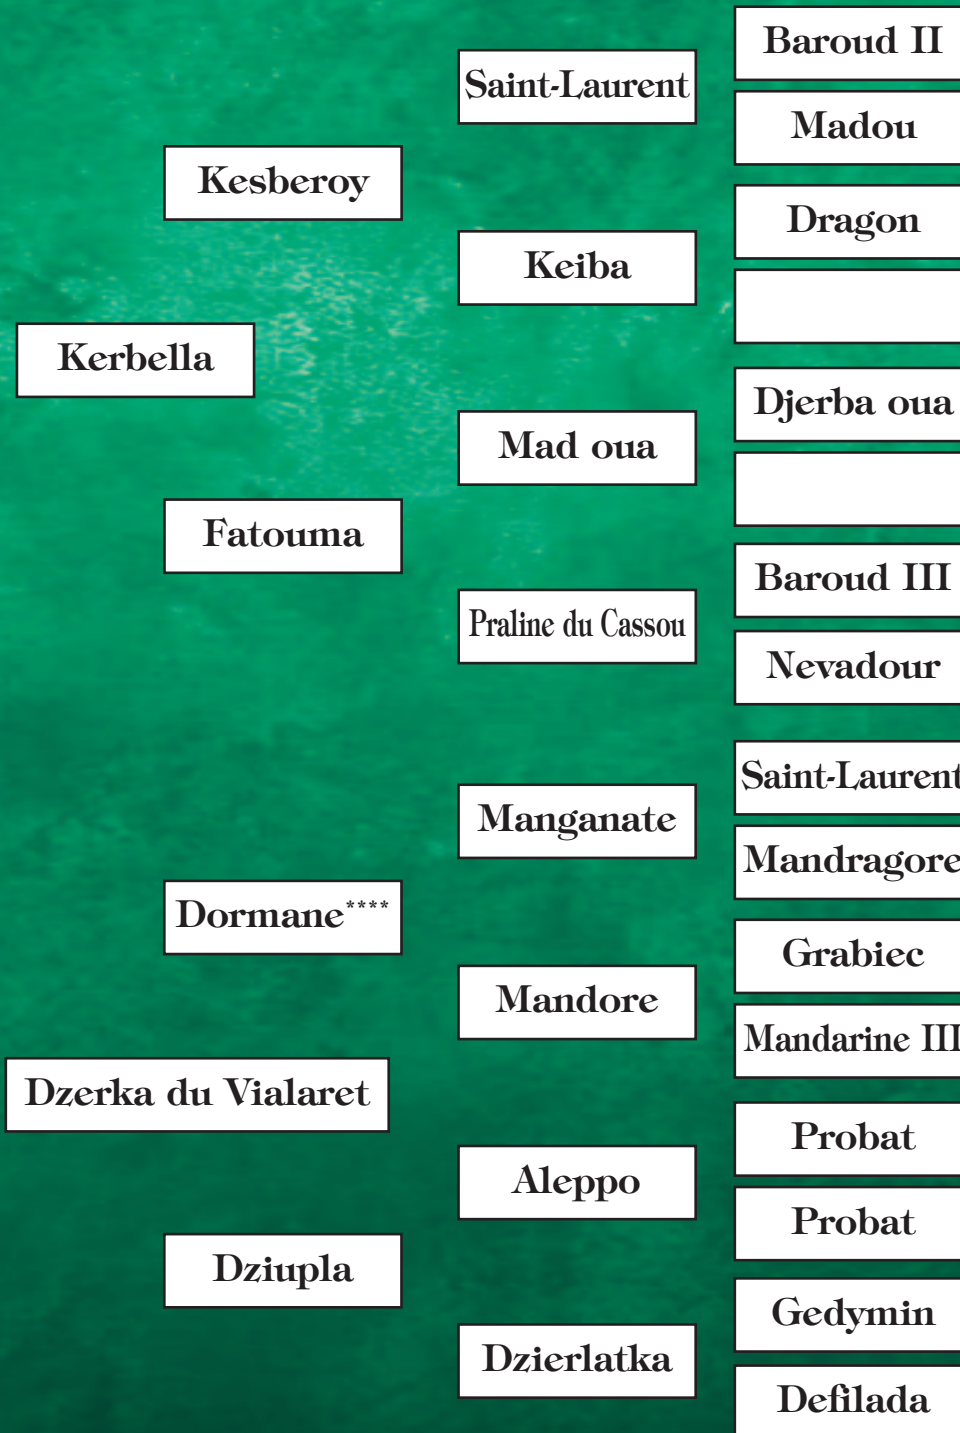 Baroud II
Saint-Laurent
Madou
Kesberoy
Dragon
Keiba
Kerbella
Djerba oua
Mad oua
Fatouma
Baroud III
Praline du Cassou
Nevadour
Saint-Laurent
Manganate
Mandragore
Dormane****
Grabiec
Mandore
Mandarine III
Dzerka du Vialaret
Probat
Aleppo
Probat
Dziupla
Gedymin
Dzierlatka
Defilada